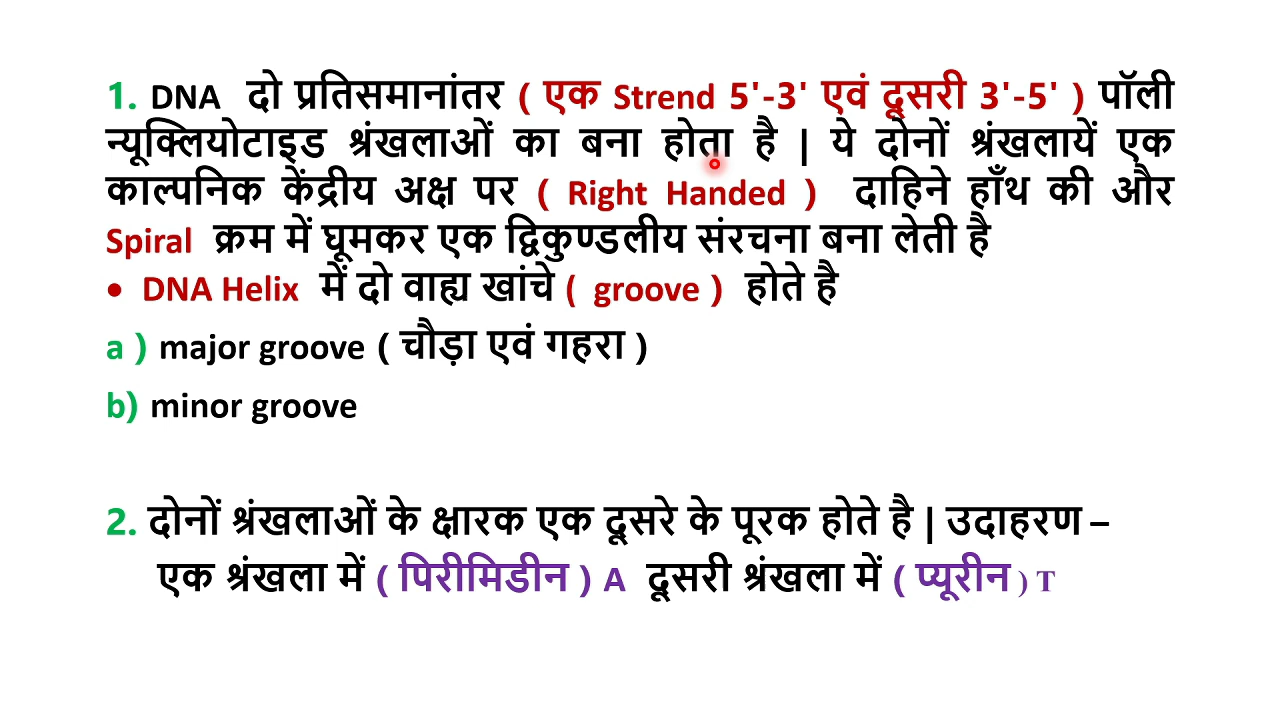 1. DNA दो प्रतिसमानांतर ( एक Strend 5'-3' एवं दूसरी 3'-5' ) पॉली
न्यूक्लियोटाइड श्रंखलाओं का बना होता है | ये दोनों श्रंखलायें एक
काल्पनिक केंद्रीय अक्ष पर ( Right Handed ) दाहिने हाँथ की और
Spiral क्रम में घूमकर एक द्विकुण्डलीय संरचना बना लेती है
• DNA Helix में दो वाह्य खांचे ( groove ) होते है
a ) major groove ( चौड़ा एवं गहरा )
b) minor groove
2. दोनों श्रंखलाओं के क्षारक एक दूसरे के पूरक होते है | उदाहरण –
एक श्रंखला में ( पिरीमिडीन ) A दूसरी श्रंखला में ( प्यूरीन ) T